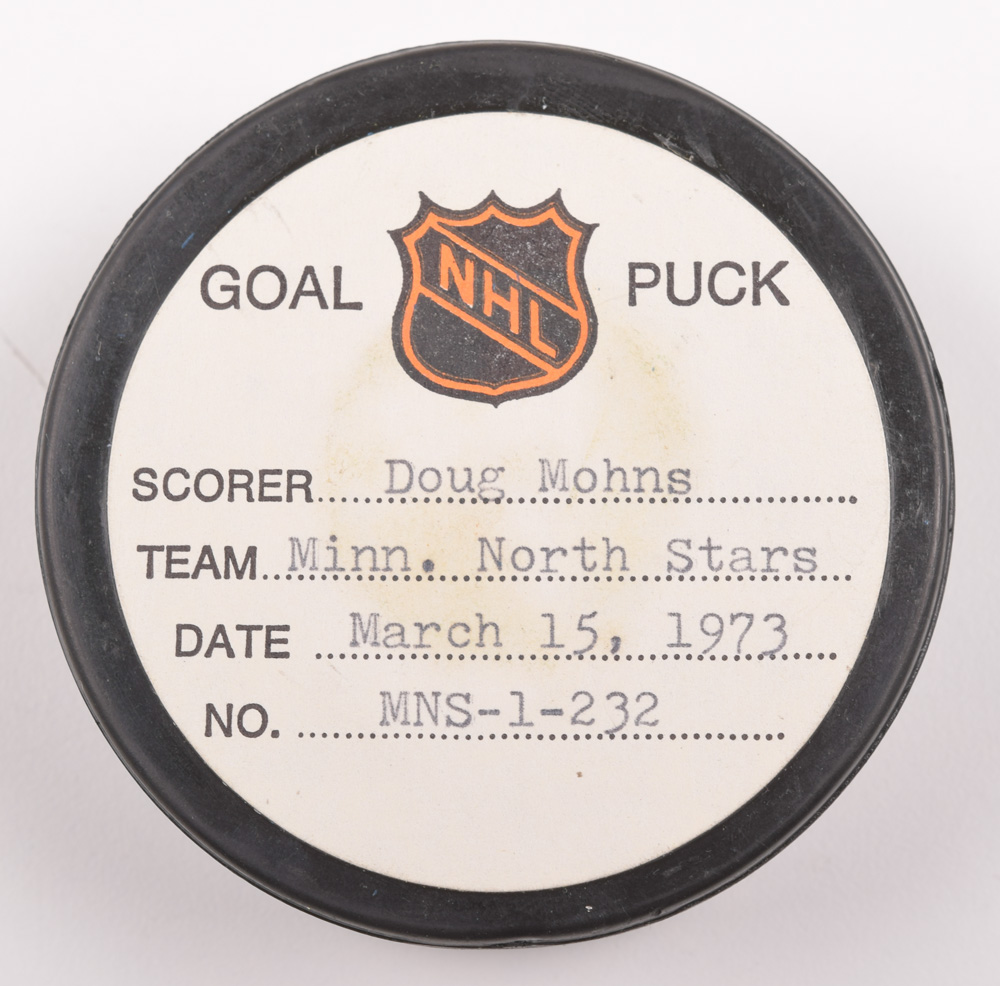 GOAL NHL PUCK
SCORER..... Doug Mohns
TEAM.. Minn. North Stars
DATE March 15, 1973
NO. MNS-1-232